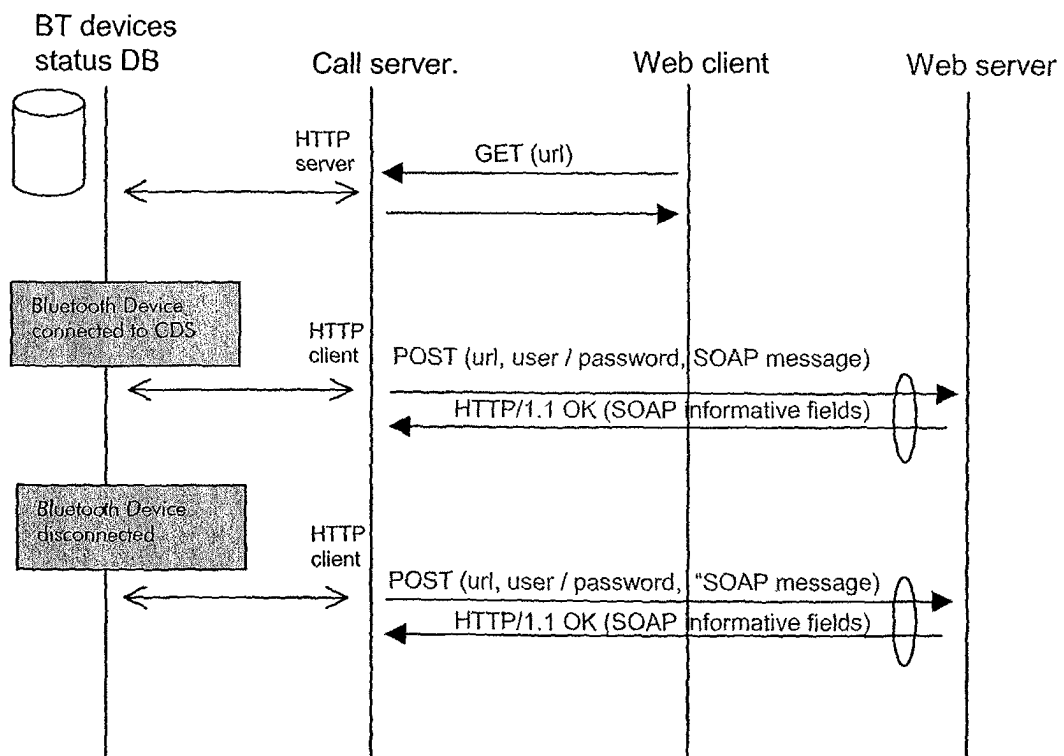 BT devices
status DB
Call server.
Web client
Web server
HTTP
server
GET (url)
Bluetooth Device
connected to CDS
HTTP
client
POST (url, user / password, SOAP message)
HTTP/1.1 OK (SOAP informative fields)
Bluetooth Device
disconnected
HTTP
client
POST (url, user / password, "SOAP message)
HTTP/1.1 OK (SOAP informative fields)